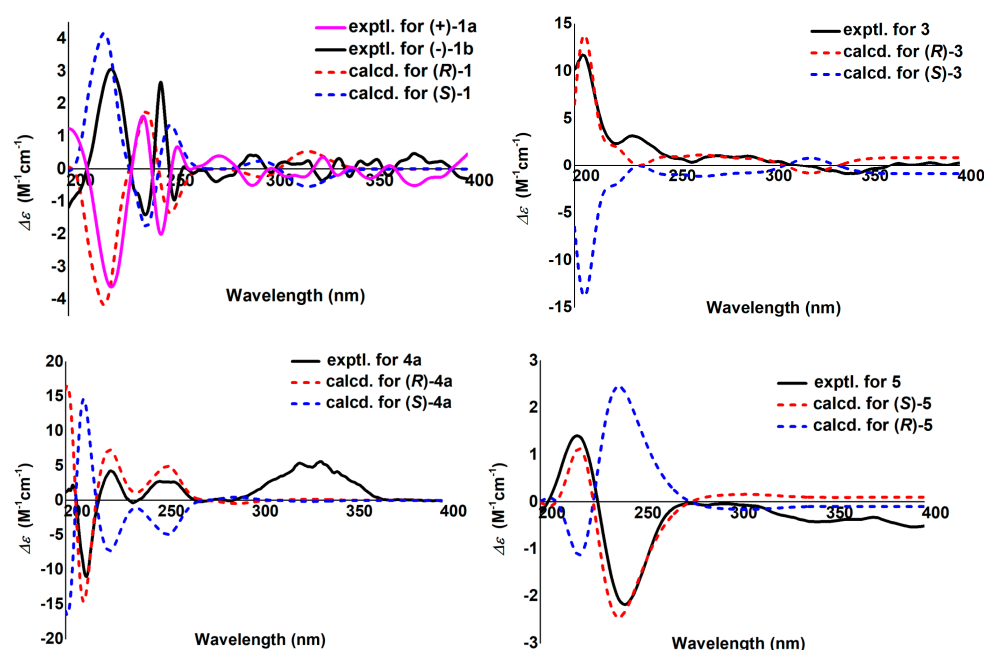 exptl. for (+)-1a
exptl. for (-)-1b
calcd. for (R)-1
calcd. for (S)-1
4
3
2
1
0
-1
-2
-3
-4
200
250
300
350
400
Δε (M⁻¹cm⁻¹)
Wavelength (nm)
exptl. for 3
calcd. for (R)-3
calcd. for (S)-3
15
10
5
0
-5
-10
-15
200
250
300
350
400
Δε (M⁻¹cm⁻¹)
Wavelength (nm)
exptl. for 4a
calcd. for (R)-4a
calcd. for (S)-4a
20
15
10
5
0
-5
-10
-15
-20
200
250
300
350
400
Δε (M⁻¹cm⁻¹)
Wavelength (nm)
exptl. for 5
calcd. for (S)-5
calcd. for (R)-5
3
2
1
0
-1
-2
-3
200
250
300
350
400
Δε (M⁻¹cm⁻¹)
Wavelength (nm)